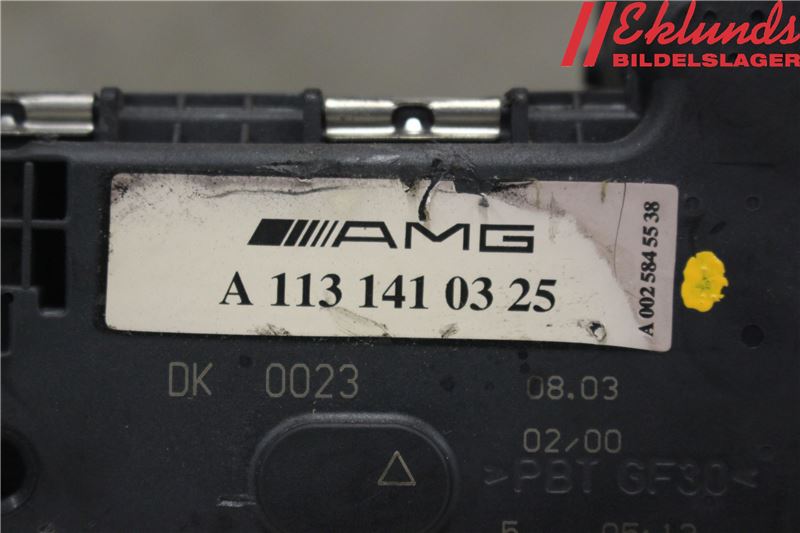 Eklunds
BILDELSLAGER
AMG
A 113 141 03 25
A 002 584 55 38
DK 0023
08.03
02/00
>PBT GF30<